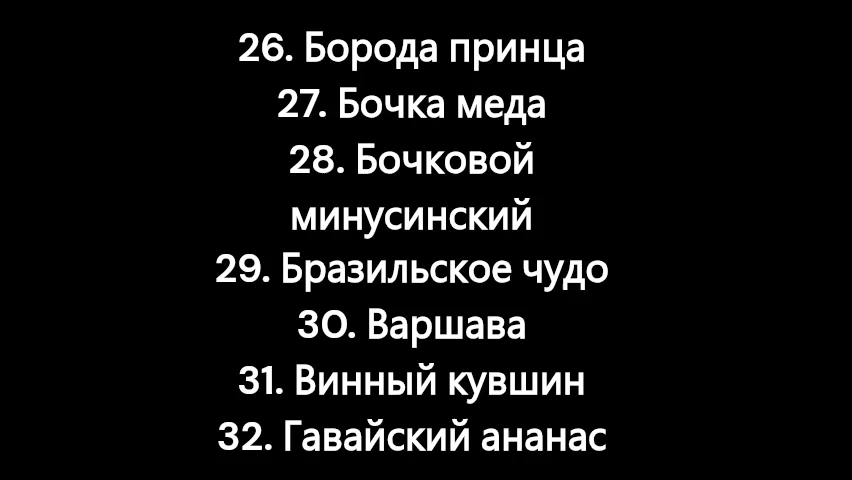 26. Борода принца
27. Бочка меда
28. Бочковой
минусинский
29. Бразильское чудо
30. Варшава
31. Винный кувшин
32. Гавайский ананас